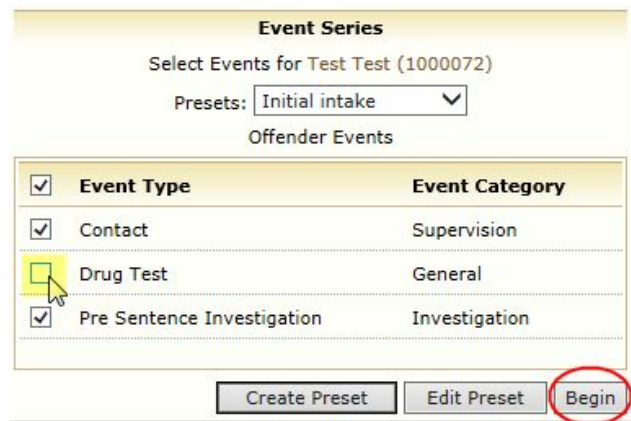 Event Series
Select Events for Test Test (1000072)
Presets: Initial intake
Offender Events
Event Type Event Category
Contact Supervision
Drug Test General
Pre Sentence Investigation Investigation
Create Preset Edit Preset Begin